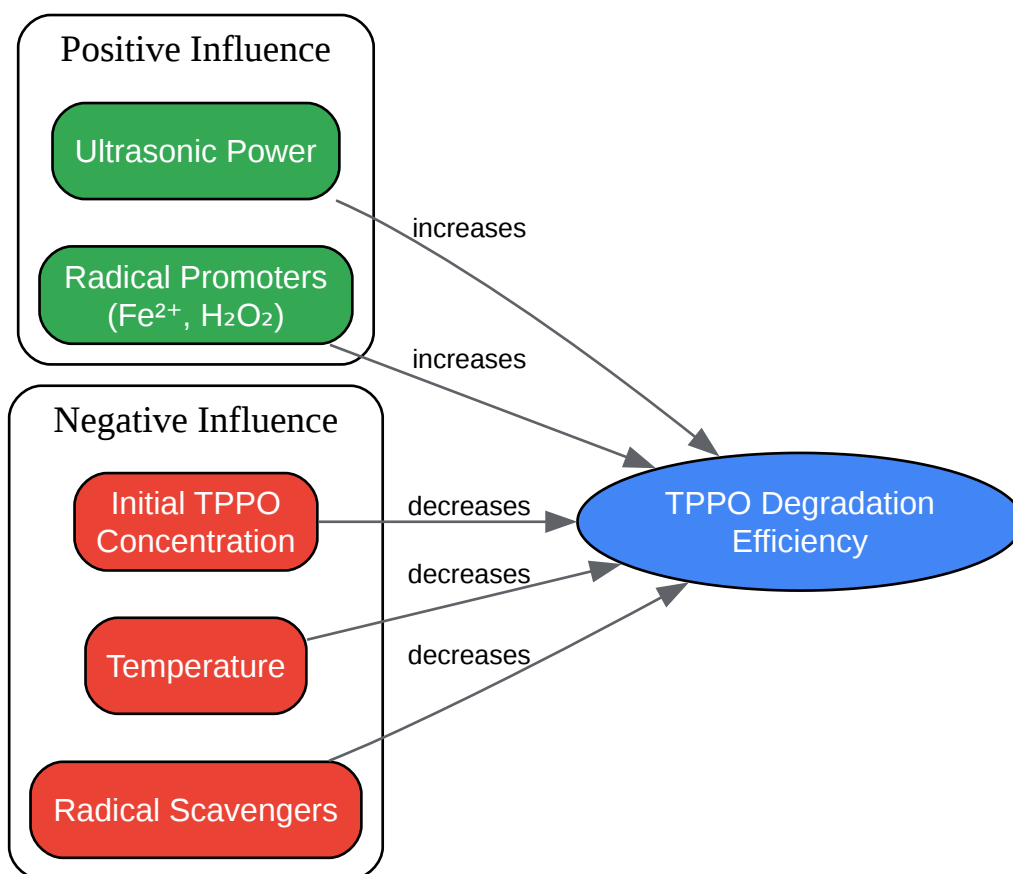 Positive Influence
Ultrasonic Power
increases
Radical Promoters
(Fe²⁺, H₂O₂)
increases
Negative Influence
Initial TPPO
Concentration
decreases
TPPO Degradation
Efficiency
decreases
Temperature
decreases
Radical Scavengers